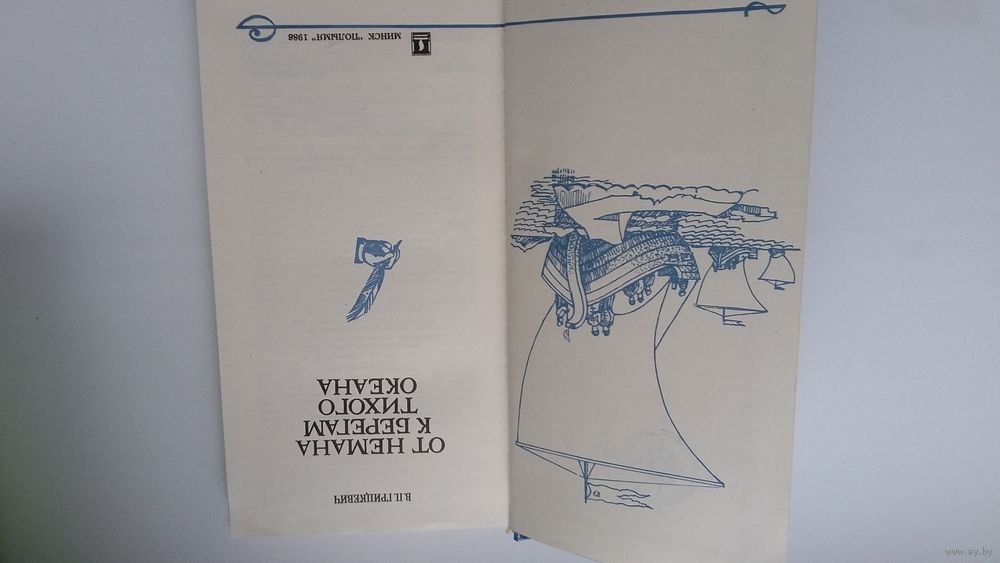 В.П.ГРИЦКЕВИЧ
ОТ НЕМАНА
К БЕРЕГАМ
ТИХОГО
ОКЕАНА
МИНСК "ПОЛЫМЯ" 1986
www.ay.by